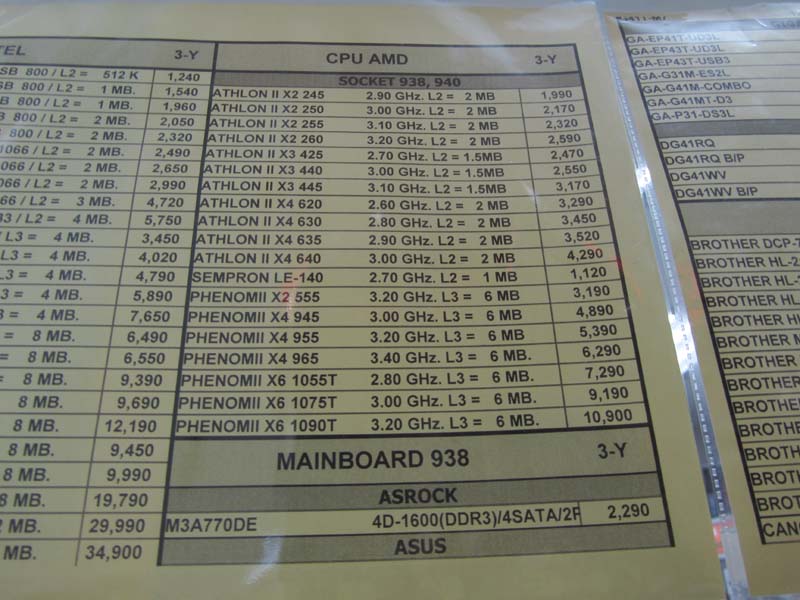 TEL 3-Y
SB 800 / L2 = 512 K 1,240
SB 800 / L2 = 1 MB. 1,540
SB 800 / L2 = 1 MB. 1,960
800 / L2 = 2 MB. 2,050
800 / L2 = 2 MB. 2,320
1066 / L2 = 2 MB. 2,490
066 / L2 = 2 MB. 2,650
066 / L2 = 2 MB. 2,990
66 / L2 = 3 MB. 4,720
33 / L2 = 4 MB. 5,750
/ L3 = 4 MB. 3,450
L3 = 4 MB. 4,020
L3 = 4 MB. 4,790
3 = 4 MB. 5,890
3 = 4 MB. 7,650
= 8 MB. 6,490
= 8 MB. 6,550
= 8 MB. 9,390
= 8 MB. 9,690
= 8 MB. 12,190
= 8 MB. 9,450
= 8 MB. 9,990
8 MB. 19,790
2 MB. 29,990
MB. 34,900
CPU AMD 3-Y
SOCKET 938, 940
ATHLON II X2 245 2.90 GHz. L2 = 2 MB 1,990
ATHLON II X2 250 3.00 GHz. L2 = 2 MB 2,170
ATHLON II X2 255 3.10 GHz. L2 = 2 MB 2,320
ATHLON II X2 260 3.20 GHz. L2 = 2 MB 2,590
ATHLON II X3 425 2.70 GHz. L2 = 1.5MB 2,470
ATHLON II X3 440 3.00 GHz. L2 = 1.5MB 2,550
ATHLON II X3 445 3.10 GHz. L2 = 1.5MB 3,170
ATHLON II X4 620 2.60 GHz. L2 = 2 MB 3,290
ATHLON II X4 630 2.80 GHz. L2 = 2 MB 3,450
ATHLON II X4 635 2.90 GHz. L2 = 2 MB 3,520
ATHLON II X4 640 3.00 GHz. L2 = 2 MB 4,290
SEMPRON LE-140 2.70 GHz. L2 = 1 MB 1,120
PHENOMII X2 555 3.20 GHz. L3 = 6 MB 3,190
PHENOMII X4 945 3.00 GHz. L3 = 6 MB 4,890
PHENOMII X4 955 3.20 GHz. L3 = 6 MB 5,390
PHENOMII X4 965 3.40 GHz. L3 = 6 MB 6,290
PHENOMII X6 1055T 2.80 GHz. L3 = 6 MB. 7,290
PHENOMII X6 1075T 3.00 GHz. L3 = 6 MB. 9,190
PHENOMII X6 1090T 3.20 GHz. L3 = 6 MB. 10,900
MAINBOARD 938 3-Y
ASROCK
M3A770DE 4D-1600(DDR3)/4SATA/2P 2,290
ASUS
GA-EP41T-UD3L
GA-EP43T-UD3L
GA-EP43T-USB3
GA-G31M-ES2L
GA-G41M-COMBO
GA-G41MT-D3
GA-P31-DS3L
DG41RQ
DG41RQ B/P
DG41WV
DG41WV B/P
BROTHER DCP-7
BROTHER HL-2
BROTHER HL-
BROTHER HL
BROTHER HL
BROTHER M
BROTHER
BROTHER
BROTHER
BROTHER
BROTHER
BROTHE
BROT
CAN